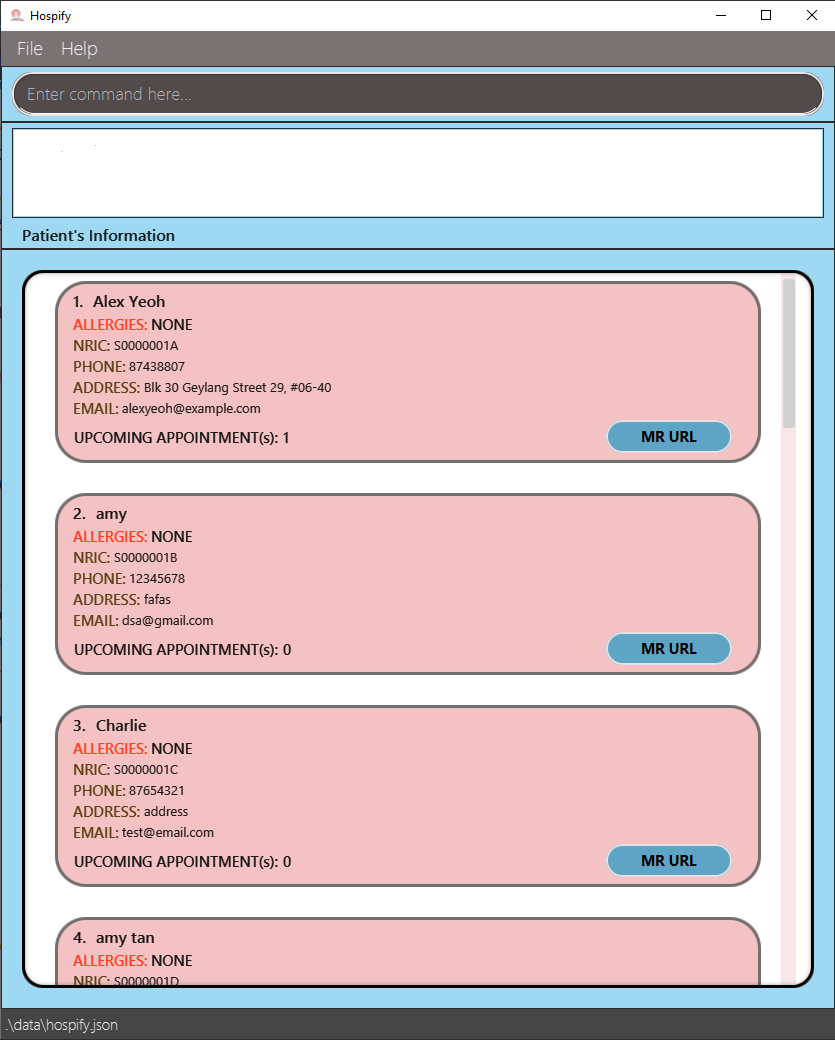 Hospify
File Help
Enter command here...
Patient's Information
1. Alex Yeoh
ALLERGIES: NONE
NRIC: S0000001A
PHONE: 87438807
ADDRESS: Blk 30 Geylang Street 29, #06-40
EMAIL: alexyeoh@example.com
UPCOMING APPOINTMENT(s): 1
MR URL
2. amy
ALLERGIES: NONE
NRIC: S0000001B
PHONE: 12345678
ADDRESS: fafas
EMAIL: dsa@gmail.com
UPCOMING APPOINTMENT(s): 0
MR URL
3. Charlie
ALLERGIES: NONE
NRIC: S0000001C
PHONE: 87654321
ADDRESS: address
EMAIL: test@email.com
UPCOMING APPOINTMENT(s): 0
MR URL
4. amy tan
ALLERGIES: NONE
NRIC: S0000001D
.\data\hospify.json